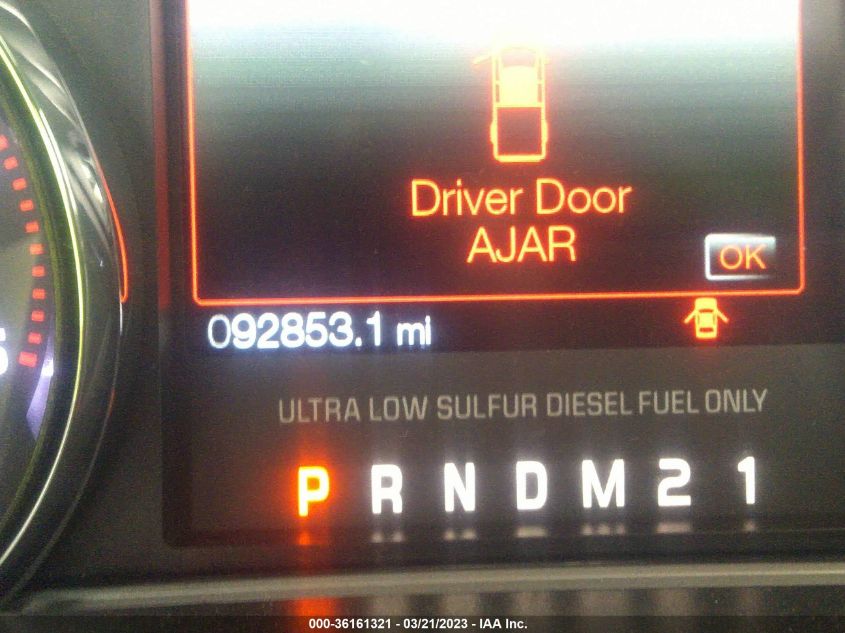 Driver Door
AJAR
OK
092853.1 mi
ULTRA LOW SULFUR DIESEL FUEL ONLY
P R N D M 2 1
000-36161321 - 03/21/2023 - IAA Inc.